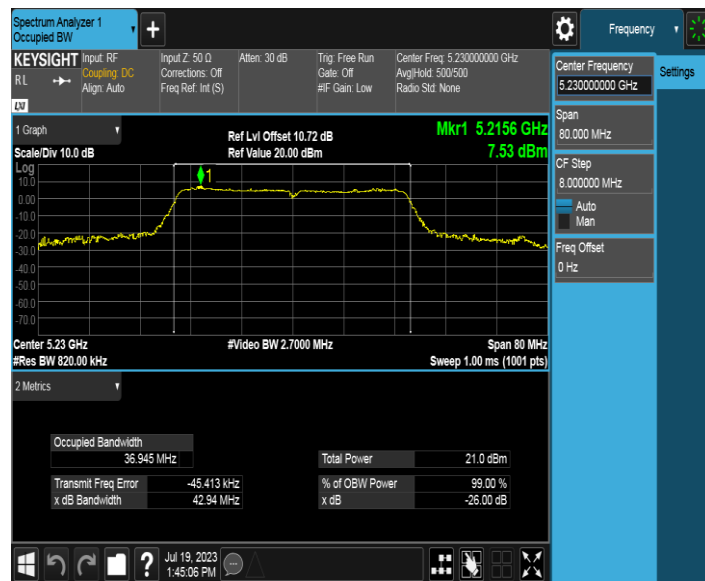 Spectrum Analyzer 1
Occupied BW
+
Frequency
KEYSIGHT
RL
LXI
Input: RF
Coupling: DC
Align: Auto
Input Z: 50 Ω
Corrections: Off
Freq Ref: Int (S)
Atten: 30 dB
Trig: Free Run
Gate: Off
#IF Gain: Low
Center Freq: 5.230000000 GHz
Avg|Hold: 500/500
Radio Std: None
Center Frequency
5.230000000 GHz
Settings
Span
80.000 MHz
CF Step
8.000000 MHz
Auto
Man
Freq Offset
0 Hz
1 Graph
Scale/Div 10.0 dB
Ref Lvl Offset 10.72 dB
Ref Value 20.00 dBm
Mkr1 5.2156 GHz
7.53 dBm
Log
10.0
0.00
-10.0
-20.0
-30.0
-40.0
-50.0
-60.0
-70.0
1
Center 5.23 GHz
#Res BW 820.00 kHz
#Video BW 2.7000 MHz
Span 80 MHz
Sweep 1.00 ms (1001 pts)
2 Metrics
Occupied Bandwidth
36.945 MHz
Total Power 21.0 dBm
Transmit Freq Error -45.413 kHz
% of OBW Power 99.00 %
x dB Bandwidth 42.94 MHz
x dB -26.00 dB
?
Jul 19, 2023
1:45:06 PM